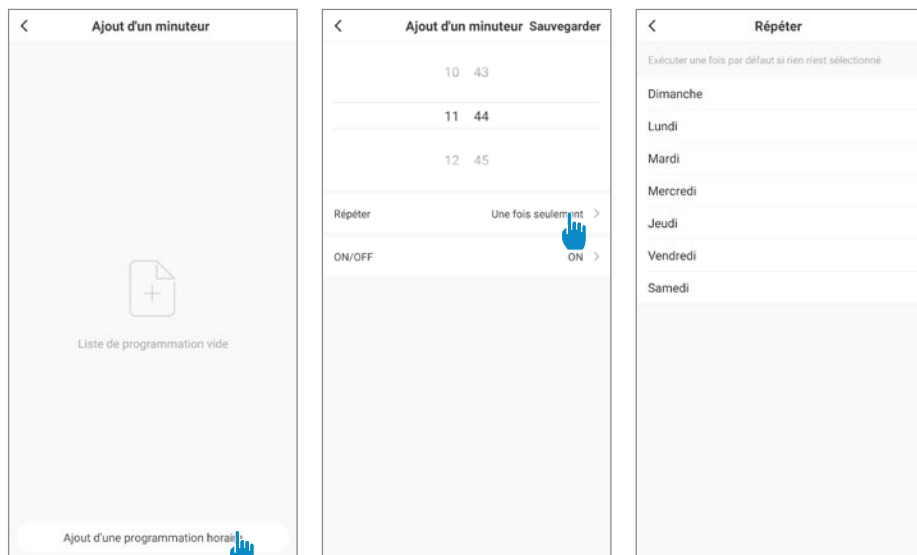 Ajout d'un minuteur
Liste de programmation vide
Ajout d'une programmation horaire
Ajout d'un minuteur Sauvegarder
10 43
11 44
12 45
Répéter Une fois seulement
ON/OFF ON
Répéter
Exécuter une fois par défaut si rien n'est sélectionné
Dimanche
Lundi
Mardi
Mercredi
Jeudi
Vendredi
Samedi